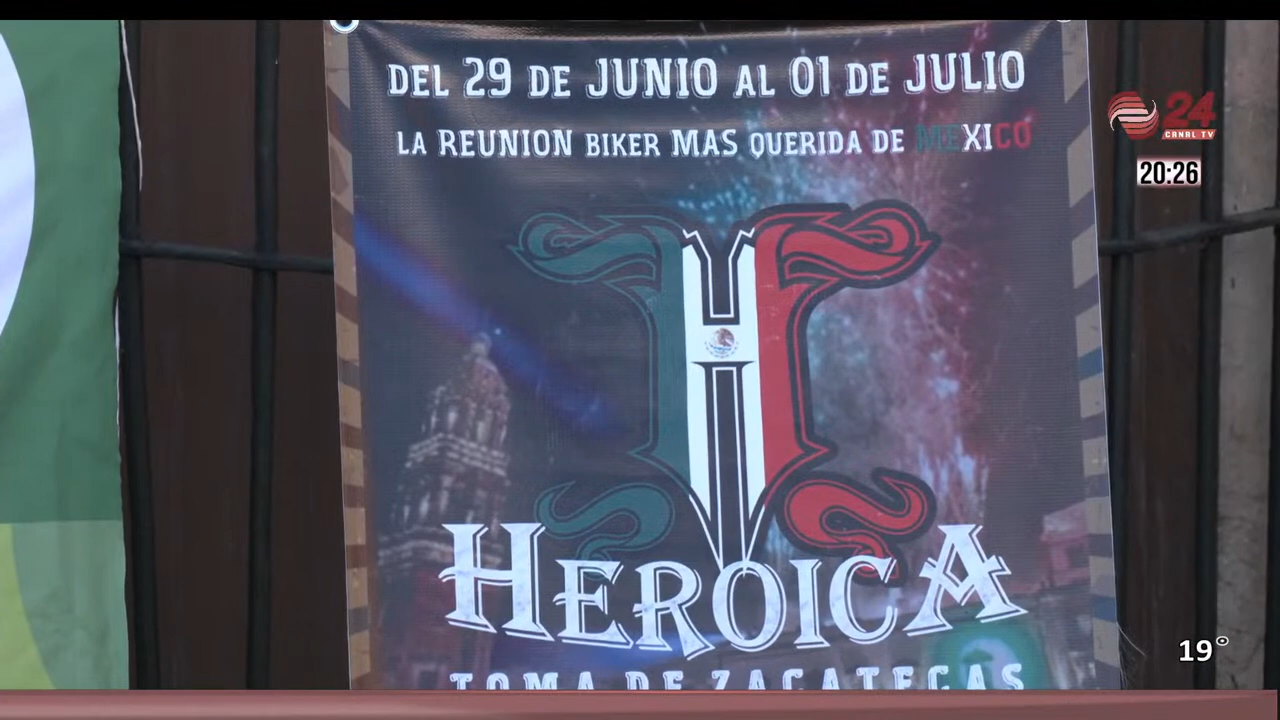 DEL 29 DE JUNIO AL 01 DE JULIO
LA REUNION BIKER MAS QUERIDA DE MEXICO
HEROICA
TOMA DE ZACATECAS
24
CANAL TV
20:26
19°